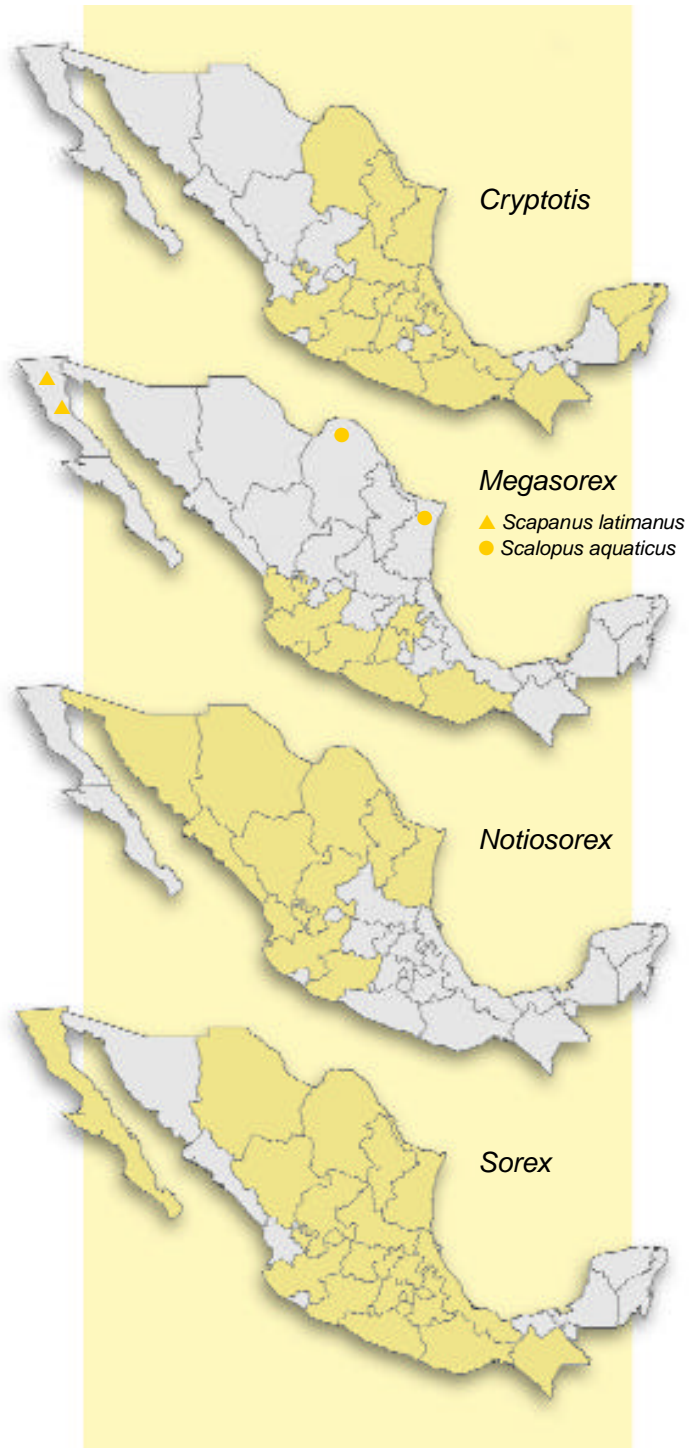 Cryptotis
Megasorex
Scapanus latimanus
Scalopus aquaticus
Notiosorex
Sorex